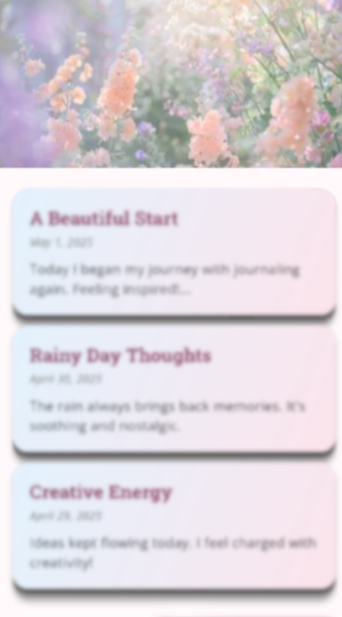 A Beautiful Start
May 1, 2025
Today I began my journey with journaling
again. Feeling inspired!...
Rainy Day Thoughts
April 30, 2025
The rain always brings back memories. It's
soothing and nostalgic.
Creative Energy
April 29, 2025
Ideas kept flowing today. I feel charged with
creativity!